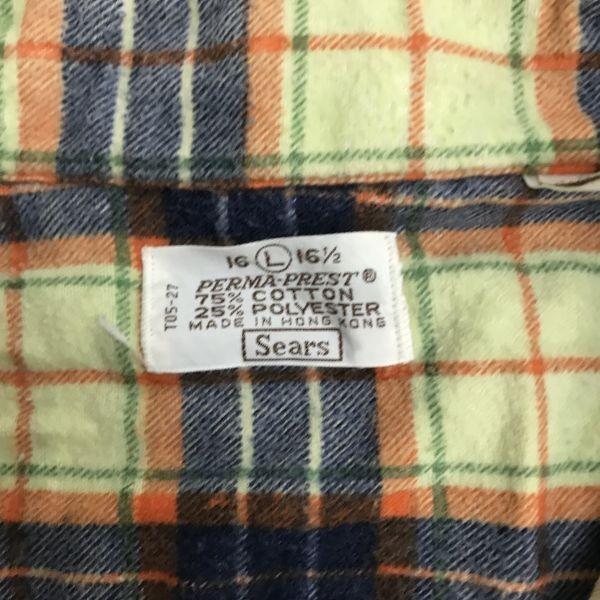 16 L 16½
PERMA-PREST®
75% COTTON
25% POLYESTER
MADE IN HONG KONG
Sears
T05-27